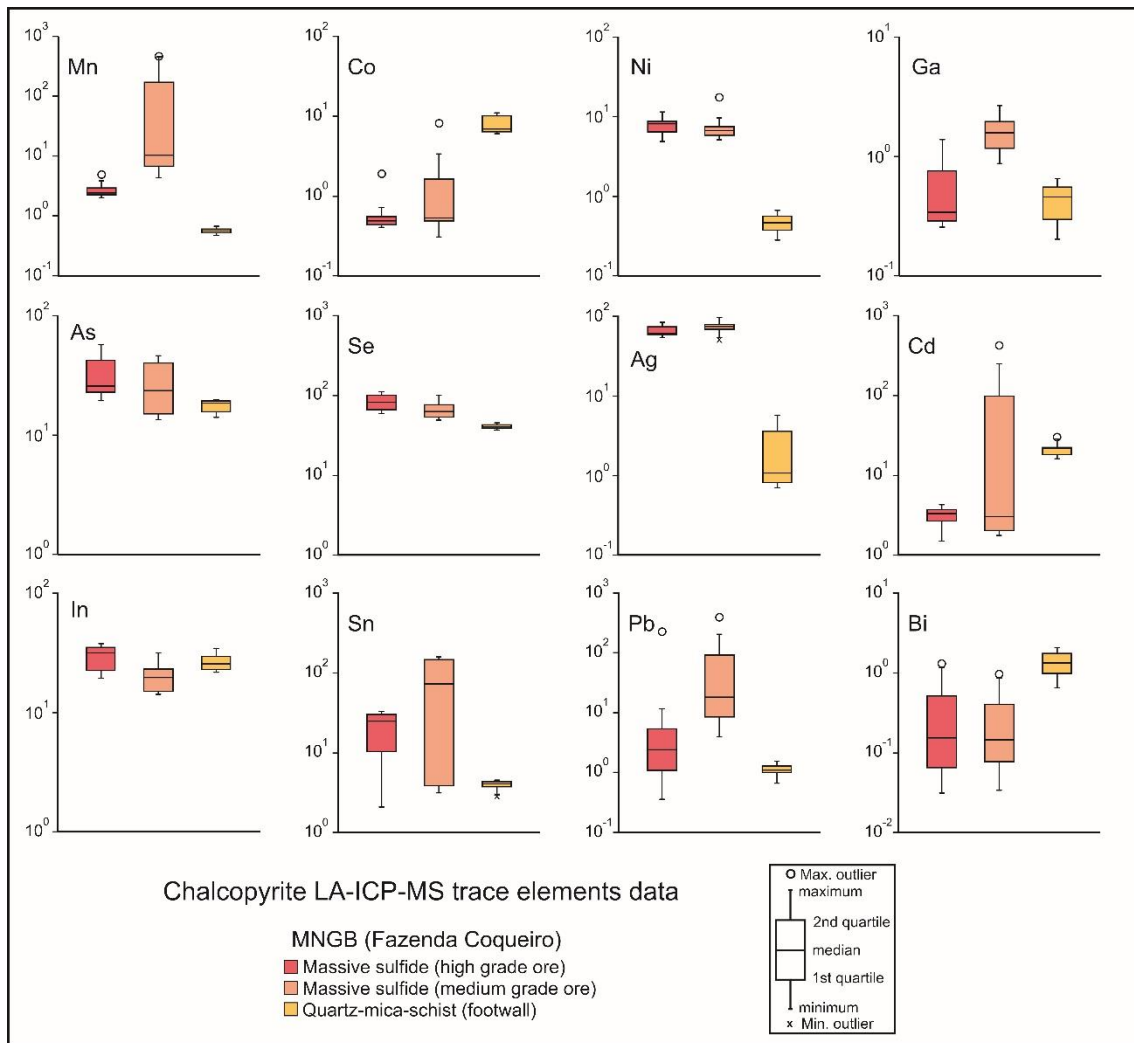 Mn
10³
10²
10¹
10⁰
10⁻¹
Co
10²
10¹
10⁰
10⁻¹
Ni
10²
10¹
10⁰
10⁻¹
Ga
10¹
10⁰
10⁻¹
As
10²
10¹
10⁰
Se
10³
10²
10¹
10⁰
Ag
10²
10¹
10⁰
10⁻¹
Cd
10³
10²
10¹
10⁰
In
10²
10¹
10⁰
Sn
10³
10²
10¹
10⁰
Pb
10³
10²
10¹
10⁰
10⁻¹
Bi
10¹
10⁰
10⁻¹
10⁻²
Chalcopyrite LA-ICP-MS trace elements data
MNGB (Fazenda Coqueiro)
Massive sulfide (high grade ore)
Massive sulfide (medium grade ore)
Quartz-mica-schist (footwall)
Max. outlier
maximum
2nd quartile
median
1st quartile
minimum
x Min. outlier